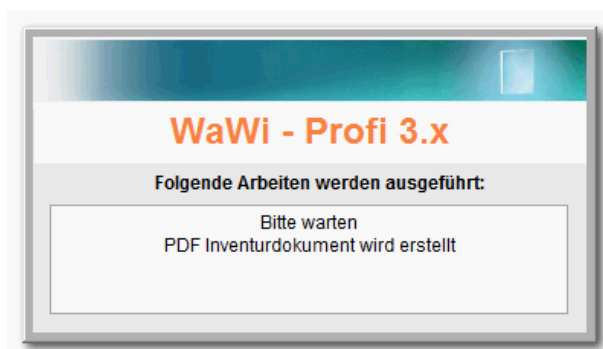 WaWi - Profi 3.x
Folgende Arbeiten werden ausgeführt:
Bitte warten
PDF Inventurdokument wird erstellt